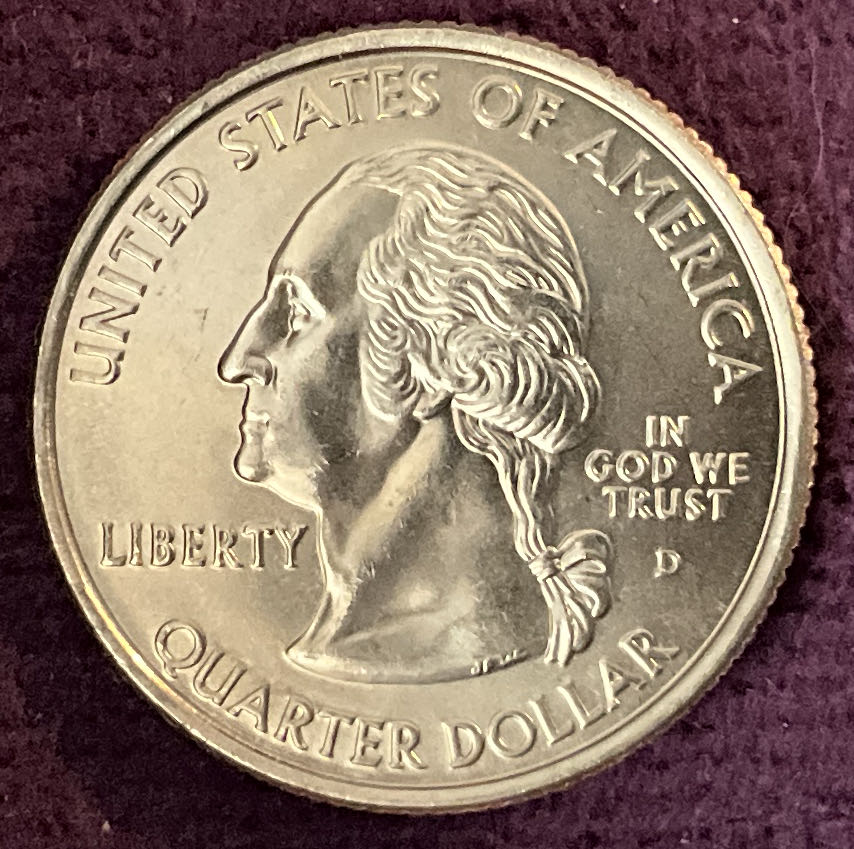 UNITED STATES OF AMERICA
LIBERTY
IN
GOD WE
TRUST
D
QUARTER DOLLAR